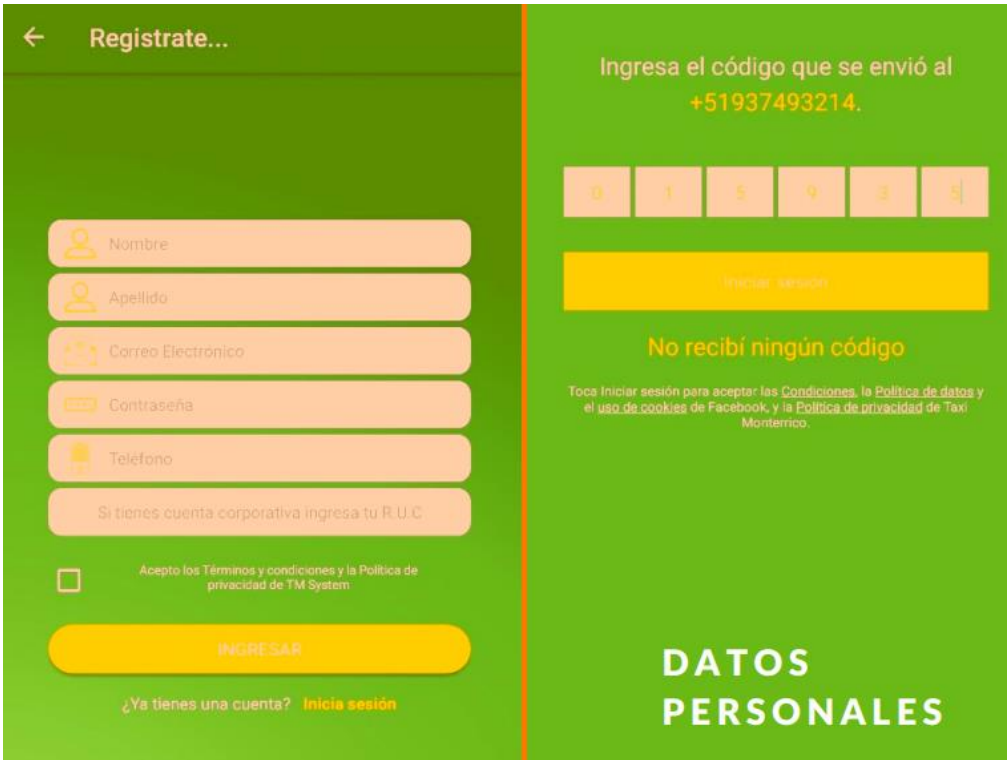 Registrate...
Nombre
Apellido
Correo Electrónico
Contraseña
Teléfono
Si tienes cuenta corporativa ingresa tu R.U.C
Acepto los Términos y condiciones y la Política de
privacidad de TM System
INGRESAR
¿Ya tienes una cuenta? Inicia sesión
Ingresa el código que se envió al
+51937493214.
0 1 5 9 3 5
Iniciar sesión
No recibí ningún código
Toca Iniciar sesión para aceptar las Condiciones, la Política de datos y
el uso de cookies de Facebook, y la Política de privacidad de Taxi
Monterrico.
DATOS
PERSONALES